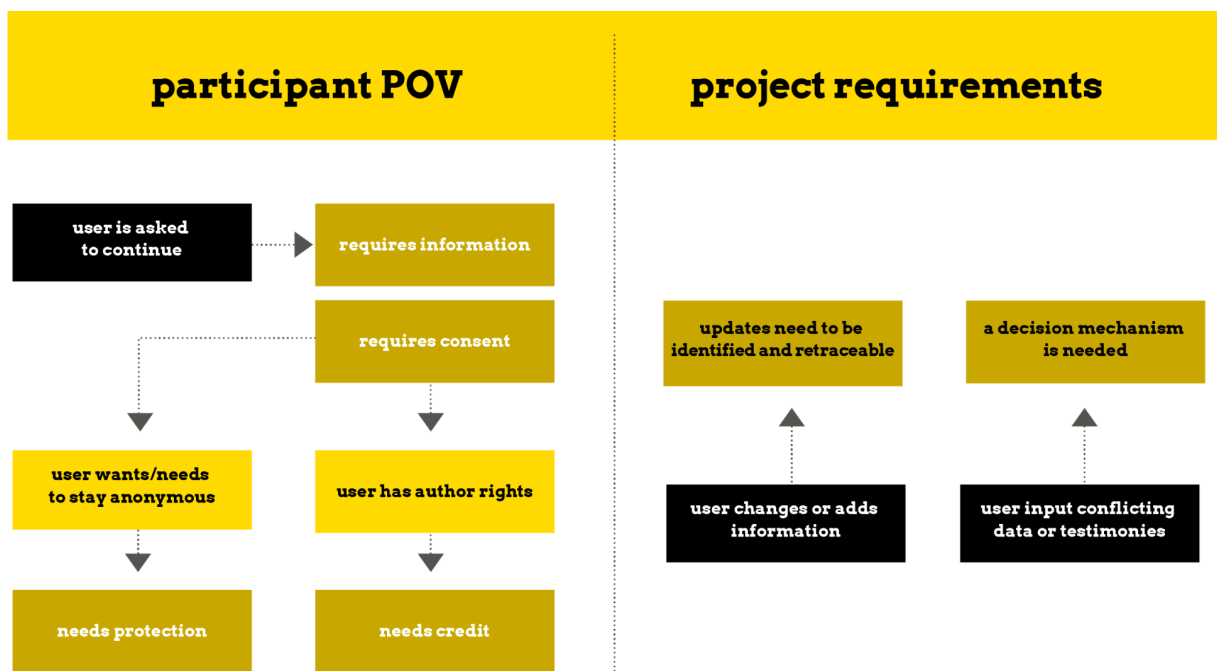 participant POV
project requirements
user is asked
to continue
requires information
requires consent
user wants/needs
to stay anonymous
user has author rights
needs protection
needs credit
updates need to be
identified and retraceable
a decision mechanism
is needed
user changes or adds
information
user input conflicting
data or testimonies